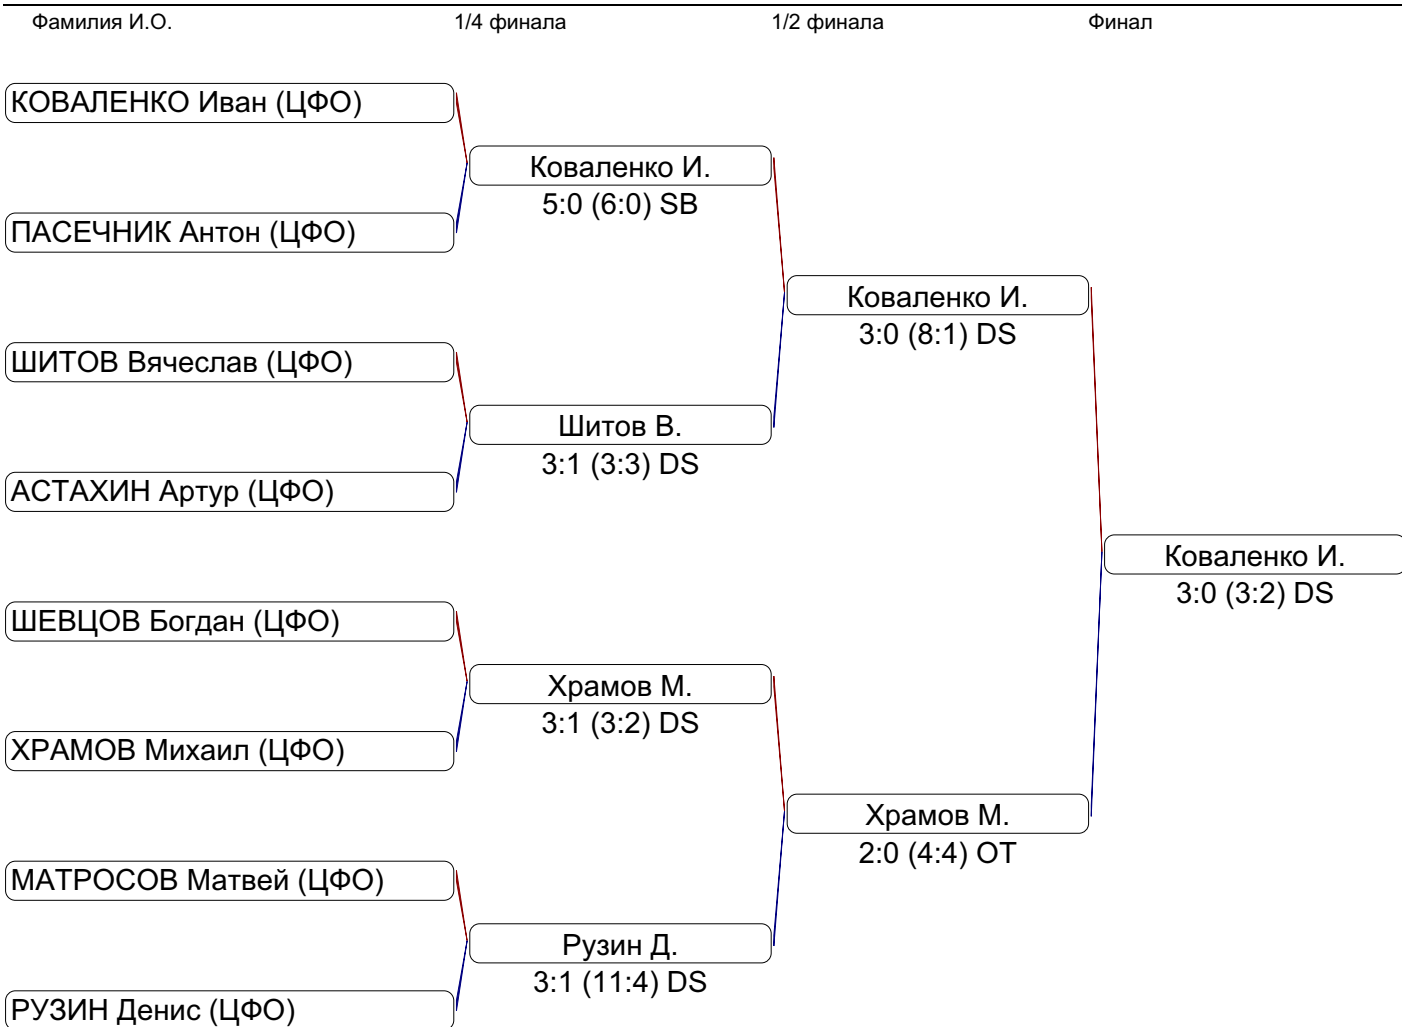 Фамилия И.О. 1/4 финала 1/2 финала Финал
КОВАЛЕНКО Иван (ЦФО)
Коваленко И.
5:0 (6:0) SB
ПАСЕЧНИК Антон (ЦФО)
Коваленко И.
3:0 (8:1) DS
ШИТОВ Вячеслав (ЦФО)
Шитов В.
3:1 (3:3) DS
АСТАХИН Артур (ЦФО)
Коваленко И.
3:0 (3:2) DS
ШЕВЦОВ Богдан (ЦФО)
Храмов М.
3:1 (3:2) DS
ХРАМОВ Михаил (ЦФО)
Храмов М.
2:0 (4:4) OT
МАТРОСОВ Матвей (ЦФО)
Рузин Д.
3:1 (11:4) DS
РУЗИН Денис (ЦФО)